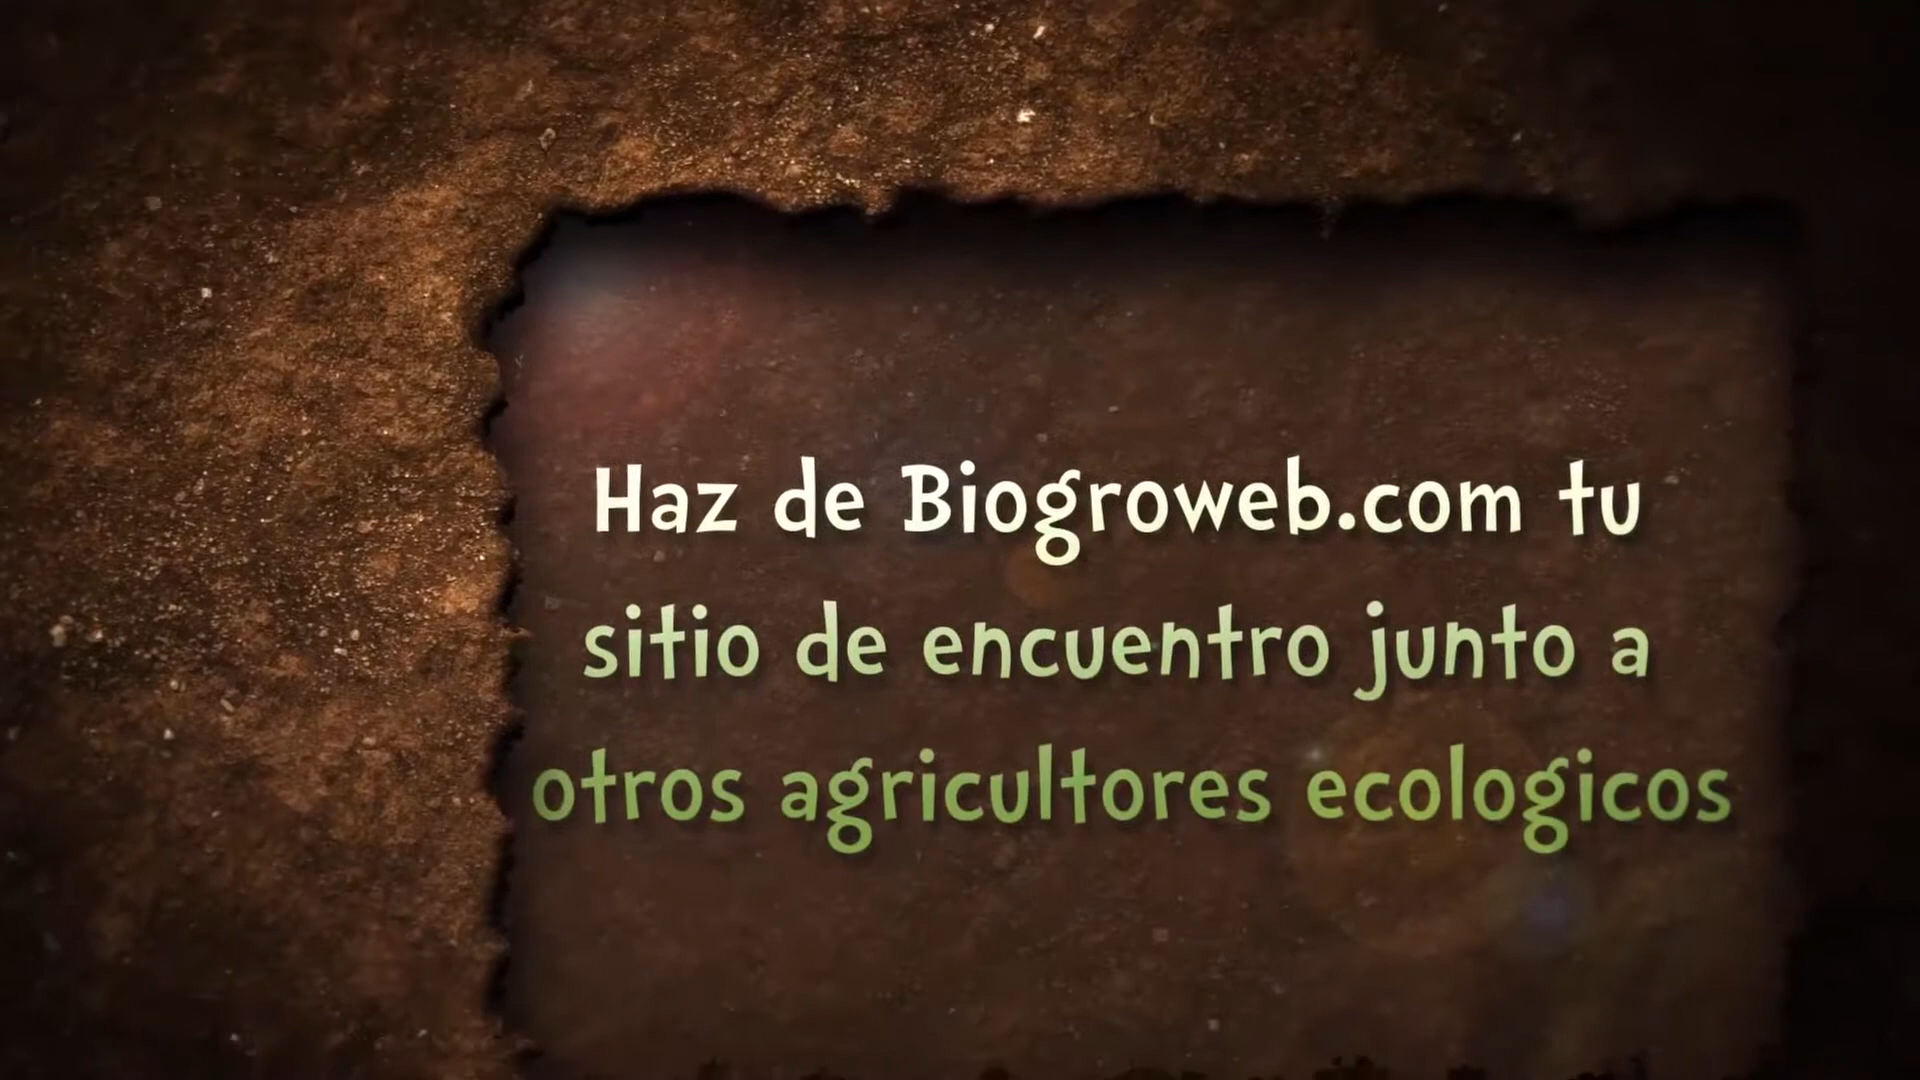 Haz de Biogroweb.com tu
sitio de encuentro junto a
otros agricultores ecologicos